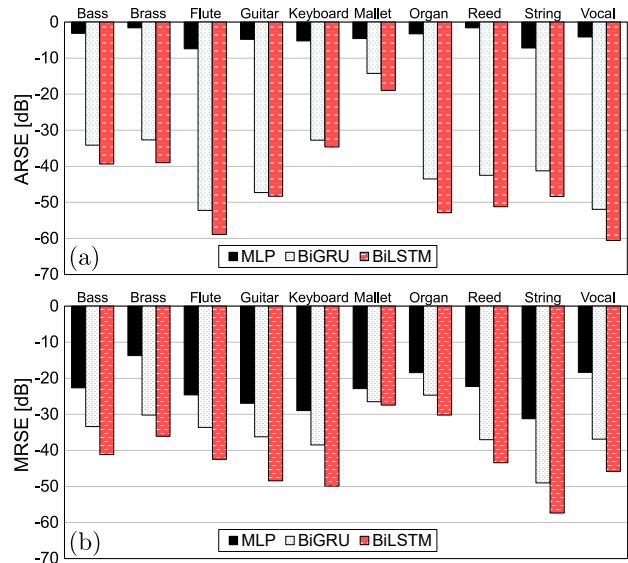 Bass Brass Flute Guitar Keyboard Mallet Organ Reed String Vocal
0
-10
-20
-30
-40
-50
-60
-70
ARSE [dB]
(a)
MLP BiGRU BiLSTM
Bass Brass Flute Guitar Keyboard Mallet Organ Reed String Vocal
0
-10
-20
-30
-40
-50
-60
-70
MRSE [dB]
(b)
MLP BiGRU BiLSTM